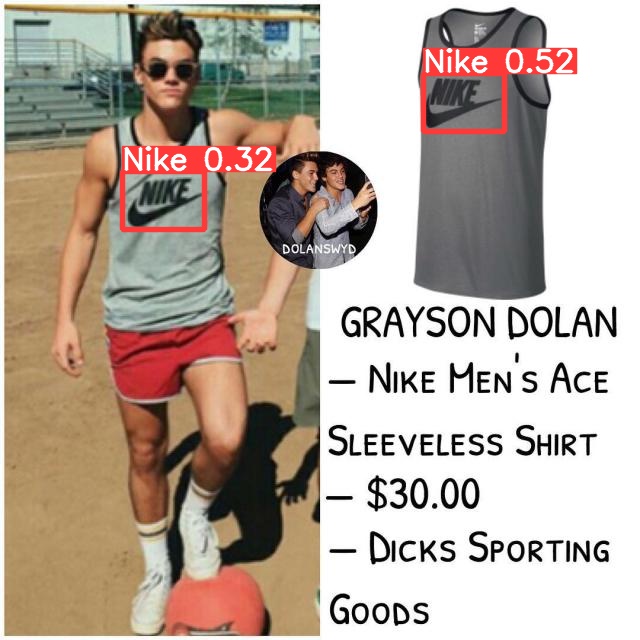 Nike 0.32
NIKE
Nike 0.52
NIKE
DOLANSWYD
GRAYSON DOLAN
– NIKE MEN'S ACE
SLEEVELESS SHIRT
– $30.00
– DICKS SPORTING
GOODS